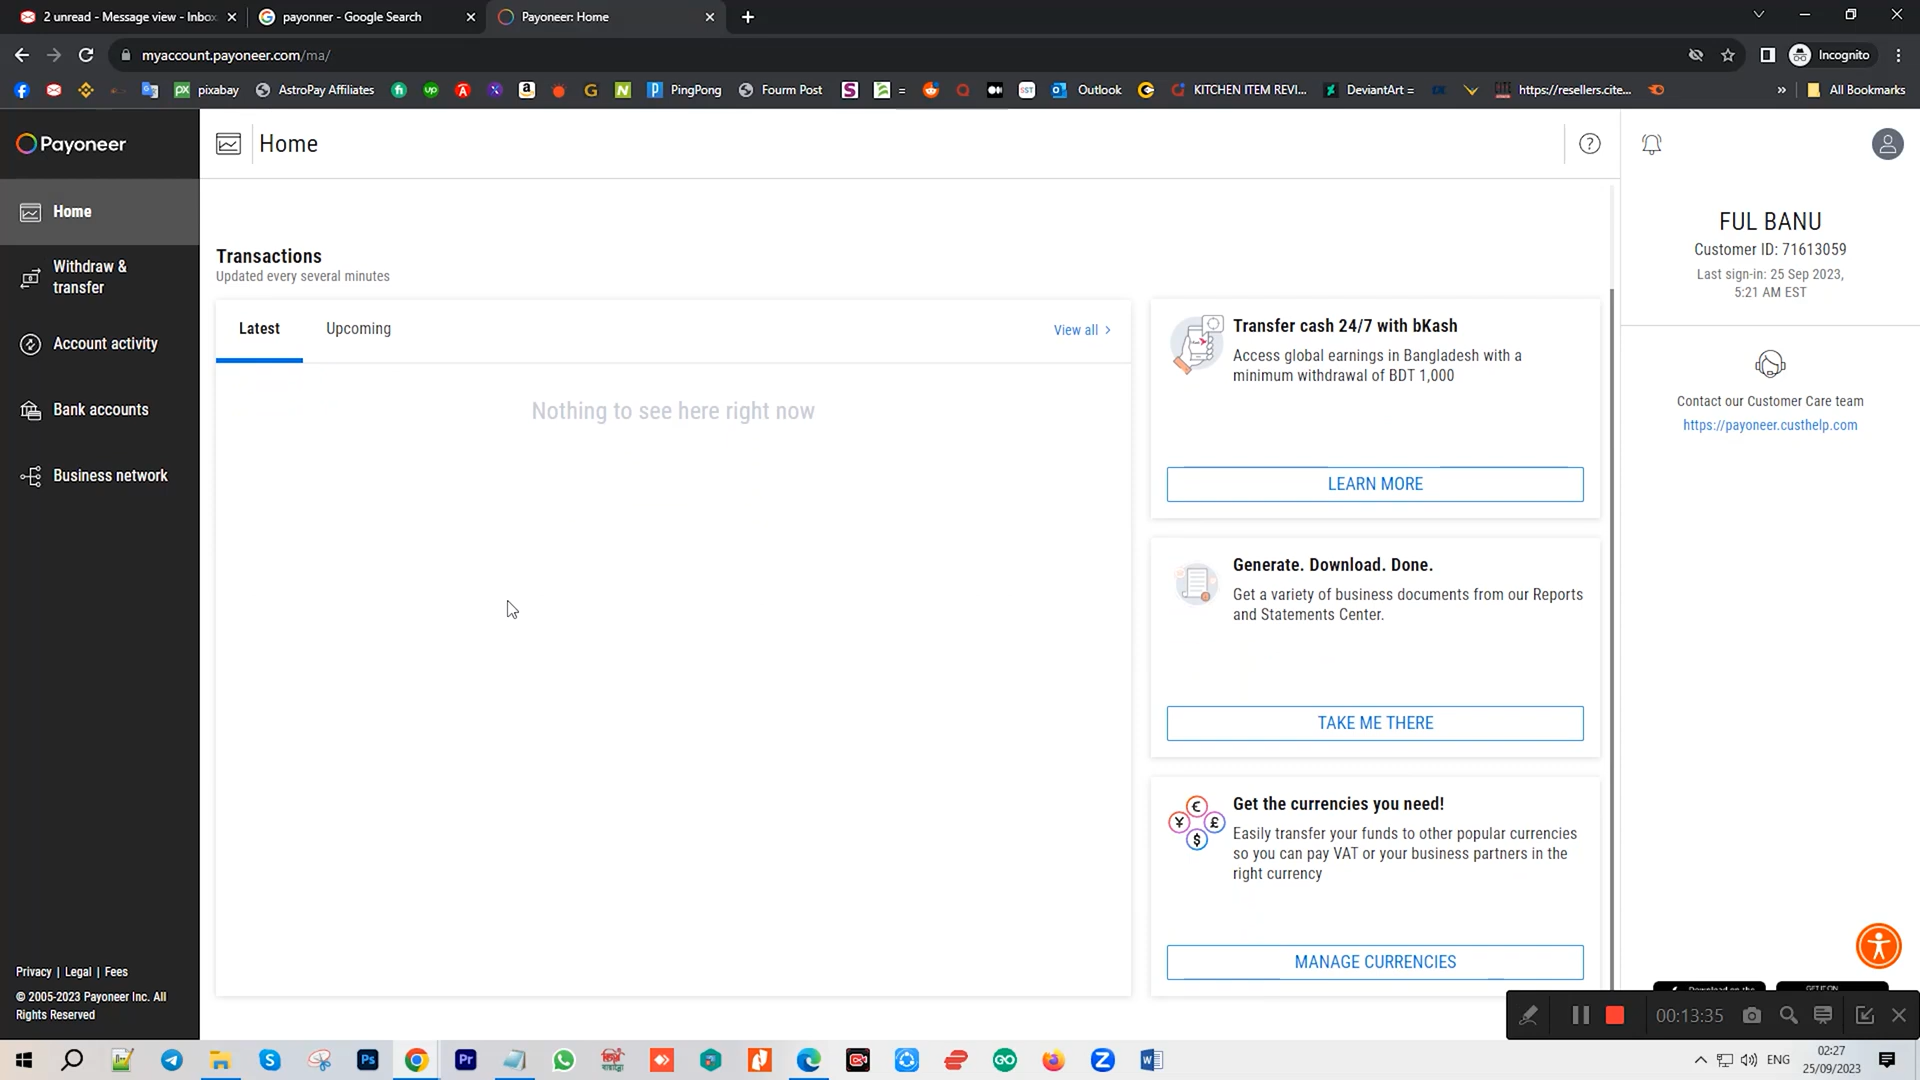 2 unread - Message view - Inbox
payonner - Google Search
Payoneer: Home
myaccount.payoneer.com/ma/
Incognito
pixabay
AstroPay Affiliates
PingPong
Fourm Post
=
Outlook
KITCHEN ITEM REVI...
DeviantArt =
https://resellers.cite...
»
All Bookmarks
Payoneer
Home
FUL BANU
Customer ID: 71613059
Last sign-in: 25 Sep 2023,
5:21 AM EST
Contact our Customer Care team
https://payoneer.custhelp.com
Home
Withdraw &
transfer
Account activity
Bank accounts
Business network
Transactions
Updated every several minutes
Latest
Upcoming
View all >
Nothing to see here right now
Transfer cash 24/7 with bKash
Access global earnings in Bangladesh with a
minimum withdrawal of BDT 1,000
LEARN MORE
Generate. Download. Done.
Get a variety of business documents from our Reports
and Statements Center.
TAKE ME THERE
Get the currencies you need!
Easily transfer your funds to other popular currencies
so you can pay VAT or your business partners in the
right currency
MANAGE CURRENCIES
Privacy | Legal | Fees
© 2005-2023 Payoneer Inc. All
Rights Reserved
00:13:35
ENG
02:27
25/09/2023